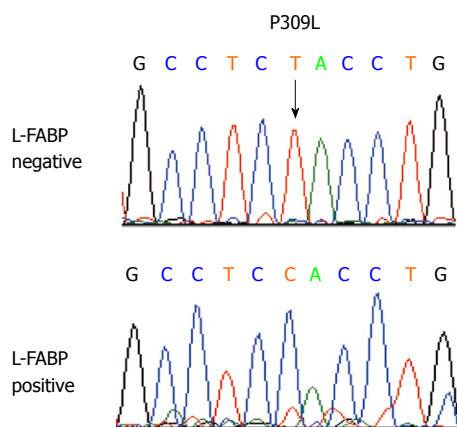 P309L
G C C T C T A C C T G
L-FABP
negative
G C C T C C A C C T G
L-FABP
positive